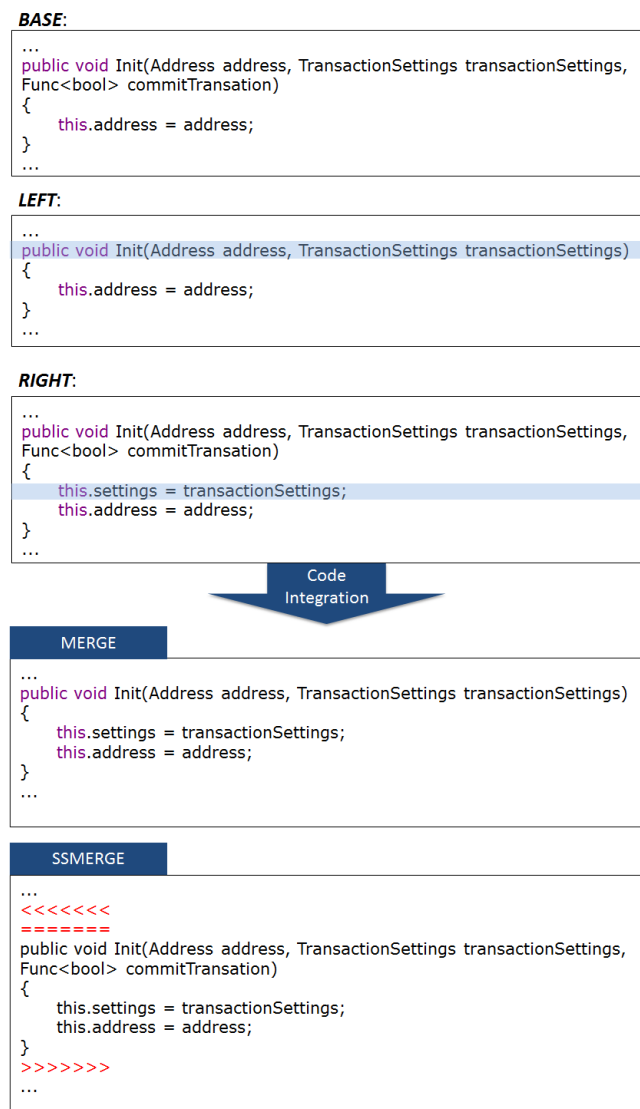 BASE:
...
public void Init(Address address, TransactionSettings transactionSettings,
Func<bool> commitTransation)
{
this.address = address;
}
...
LEFT:
...
public void Init(Address address, TransactionSettings transactionSettings)
{
this.address = address;
}
...
RIGHT:
...
public void Init(Address address, TransactionSettings transactionSettings,
Func<bool> commitTransation)
{
this.settings = transactionSettings;
this.address = address;
}
...
Code
Integration
MERGE
...
public void Init(Address address, TransactionSettings transactionSettings)
{
this.settings = transactionSettings;
this.address = address;
}
...
SSMERGE
...
<<<<<<<
=======
public void Init(Address address, TransactionSettings transactionSettings,
Func<bool> commitTransation)
{
this.settings = transactionSettings;
this.address = address;
}
>>>>>>>
...